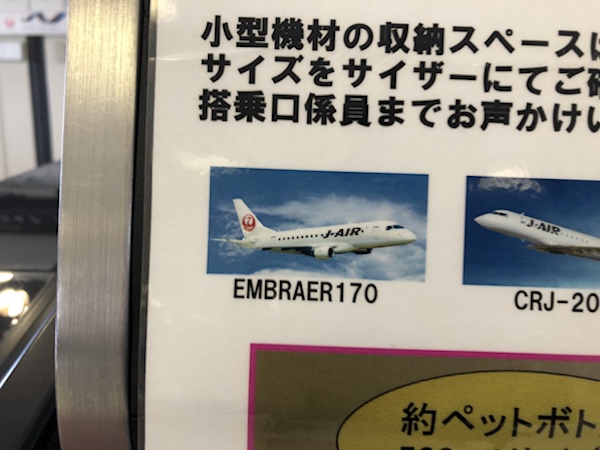 小型機材の収納スペースは
サイズをサイザーにてご確
搭乗口係員までお声かけい
J-AIR
J-AIR
EMBRAER170
CRJ-20
約ペットボト